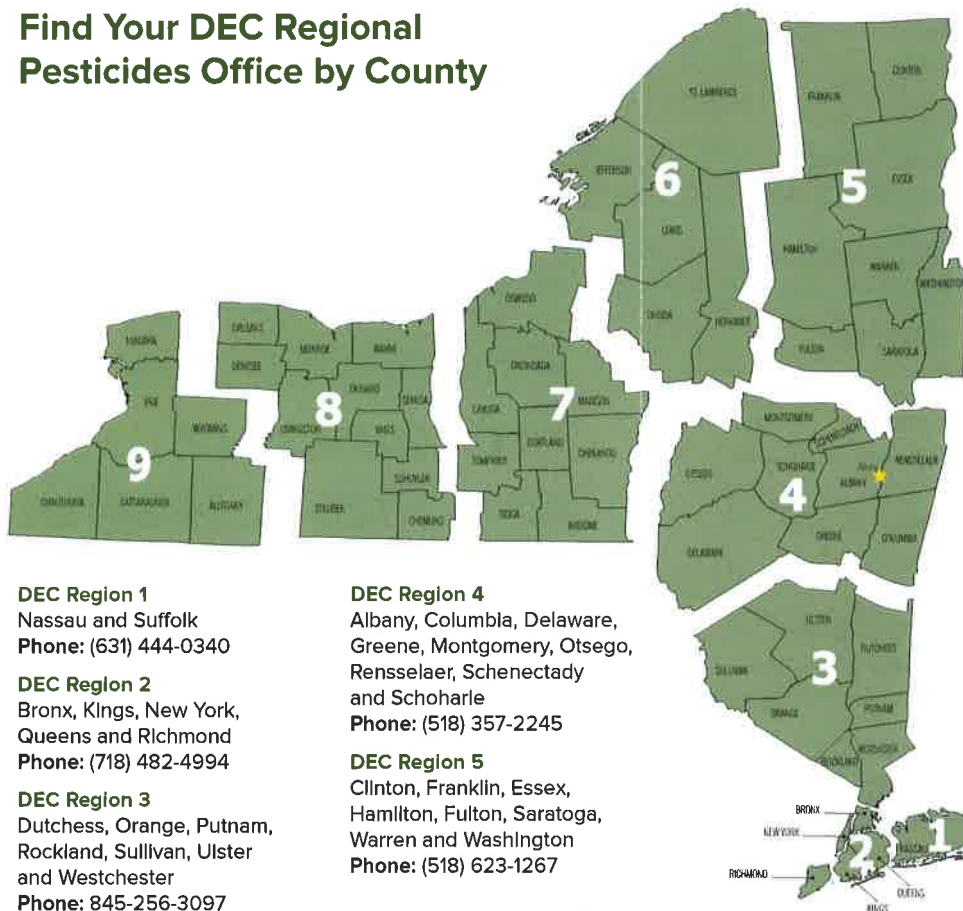 Find Your DEC Regional
Pesticides Office by County
ST. LAWRENCE
CLINTON
FRANKLIN
JEFFERSON
6
5
ESSEX
LEWIS
HAMILTON
WARREN
WASHINGTON
OSWEGO
ONEIDA
HERKIMER
FULTON
SARATOGA
NIAGARA
ORLEANS
MONROE
WAYNE
GENESEE
ONONDAGA
ERIE
WYOMING
LIVINGSTON
8
ONTARIO
YATES
SENECA
CAYUGA
7
MADISON
CORTLAND
9
TOMPKINS
CHENANGO
SCHUYLER
CHAUTAUQUA
CATTARAUGUS
ALLEGANY
STEUBEN
CHEMUNG
TIOGA
BROOME
MONTGOMERY
SCHENECTADY
OTSEGO
SCHOHARIE
4
Albany
ALBANY
RENSSELAER
DELAWARE
GREENE
COLUMBIA
ULSTER
DUTCHESS
SULLIVAN
3
ORANGE
PUTNAM
ROCKLAND
WESTCHESTER
BRONX
NEW YORK
NASSAU
1
2
RICHMOND
QUEENS
KINGS
DEC Region 1
Nassau and Suffolk
Phone: (631) 444-0340
DEC Region 2
Bronx, Kings, New York,
Queens and Richmond
Phone: (718) 482-4994
DEC Region 3
Dutchess, Orange, Putnam,
Rockland, Sullivan, Ulster
and Westchester
Phone: 845-256-3097
DEC Region 4
Albany, Columbia, Delaware,
Greene, Montgomery, Otsego,
Rensselaer, Schenectady
and Schoharie
Phone: (518) 357-2245
DEC Region 5
Clinton, Franklin, Essex,
Hamilton, Fulton, Saratoga,
Warren and Washington
Phone: (518) 623-1267